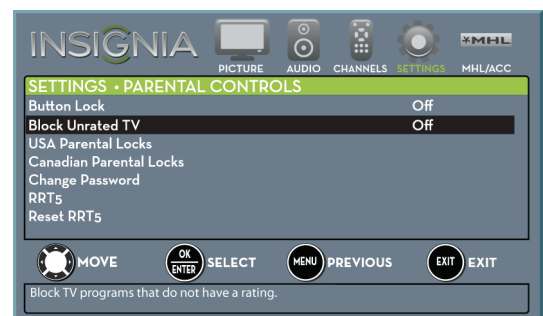 INSIGNIA
PICTURE AUDIO CHANNELS SETTINGS MHL MHL/ACC
SETTINGS • PARENTAL CONTROLS
Button Lock Off
Block Unrated TV Off
USA Parental Locks
Canadian Parental Locks
Change Password
RRT5
Reset RRT5
MOVE OK ENTER SELECT MENU PREVIOUS EXIT EXIT
Block TV programs that do not have a rating.